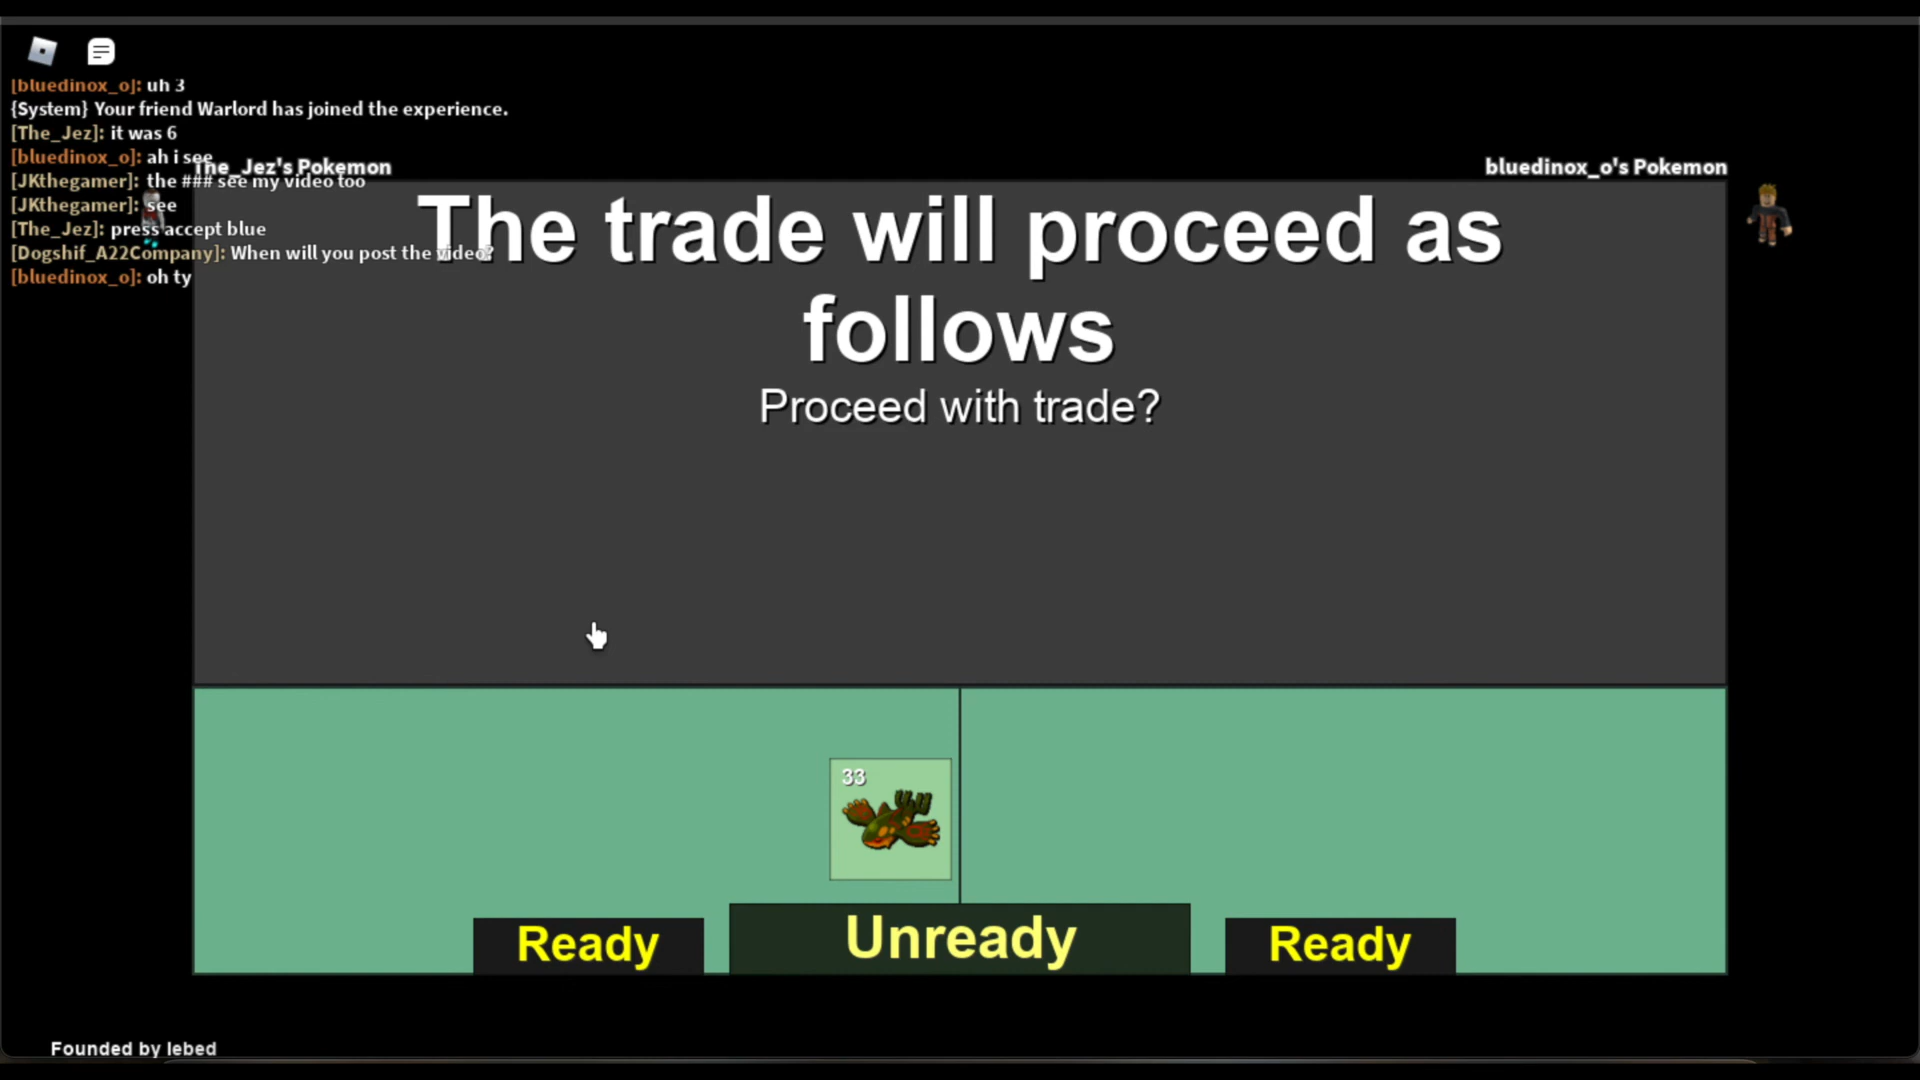 [bluedinox_o]: uh 3
{System} Your friend Warlord has joined the experience.
[The_Jez]: it was 6
[bluedinox_o]: ah i see
The_Jez's Pokemon
bluedinox_o's Pokemon
[JKthegamer]: the ### see my video too
[JKthegamer]: see
[The_Jez]: press accept blue
[Dogshif_A22Company]: When will you post the video?
[bluedinox_o]: oh ty
The trade will proceed as
follows
Proceed with trade?
33
Ready
Unready
Ready
Founded by lebed